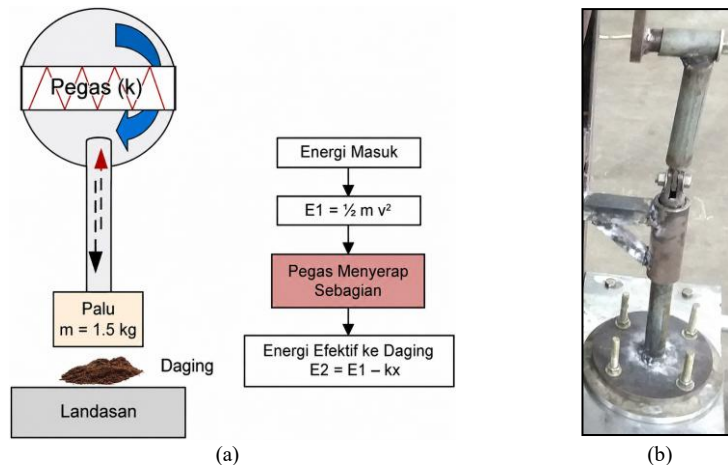 Pegas (k)
Palu
m = 1.5 kg
Daging
Landasan
Energi Masuk
E1 = ½ m v²
Pegas Menyerap
Sebagian
Energi Efektif ke Daging
E2 = E1 – kx
(a)
(b)